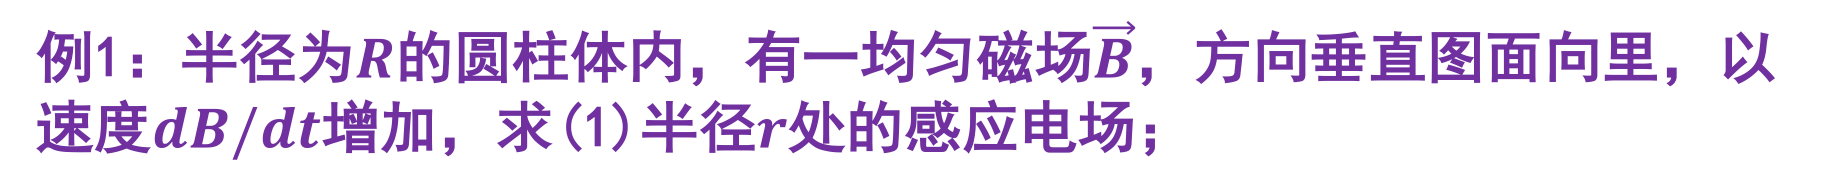 例1：半径为R的圆柱体内，有一均匀磁场$\overrightarrow{B}$，方向垂直图面向里，以
速度dB/dt增加，求(1)半径r处的感应电场；